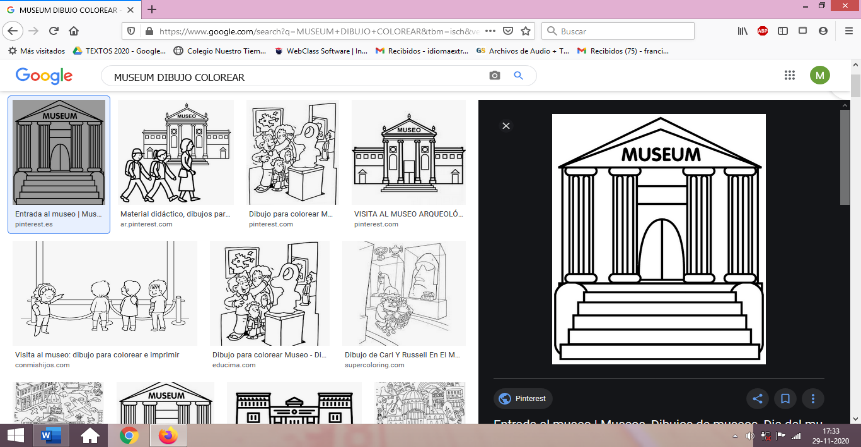 MUSEUM DIBUJO COLOREAR -
https://www.google.com/search?q=MUSEUM+DIBUJO+COLOREAR&tbm=isch&v
Buscar
Más visitados
TEXTOS 2020 - Google...
Colegio Nuestro Tiem...
WebClass Software | In...
Recibidos - idiomaextr...
Archivos de Audio + T...
Recibidos (75) - franci...
Google
MUSEUM DIBUJO COLOREAR
M
MUSEUM
MUSEO
MUSEO
MUSEUM
Entrada al museo | Mus...
pinterest.es
Material didáctico, dibujos par...
ar.pinterest.com
Dibujo para colorear M...
pinterest.com
VISITA AL MUSEO ARQUEOLÓ...
pinterest.com
Visita al museo: dibujo para colorear e imprimir
conmishijos.com
Dibujo para colorear Museo - Di...
educima.com
Dibujo de Carl Y Russell En El M...
supercoloring.com
MUSEUM
Pinterest
Entrada al museo | Museos, Dibujos de museos, Dia del mu
17:33
29-11-2020